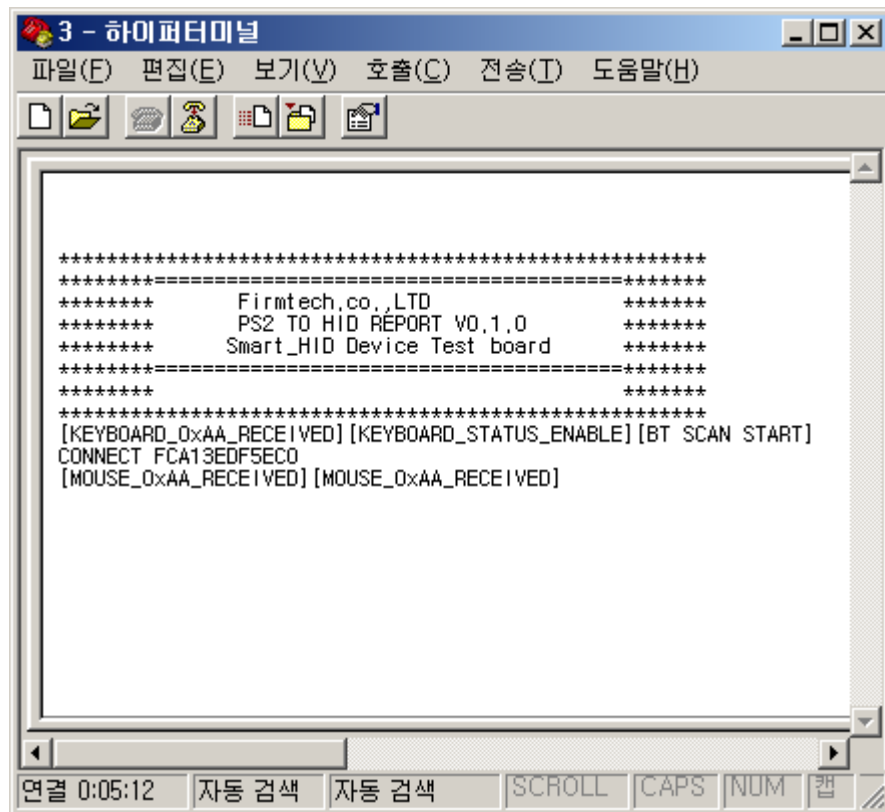 3 - 하이퍼터미널
파일(F) 편집(E) 보기(V) 호출(C) 전송(T) 도움말(H)
******************************************************
********=======================================*******
******** Firmtech,co,,LTD *******
******** PS2 TO HID REPORT V0,1,0 *******
******** Smart_HID Device Test board *******
********=======================================*******
******** *******
******************************************************
[KEYBOARD_0xAA_RECEIVED][KEYBOARD_STATUS_ENABLE][BT SCAN START]
CONNECT FCA13EDF5EC0
[MOUSE_0xAA_RECEIVED][MOUSE_0xAA_RECEIVED]
연결 0:05:12 자동 검색 자동 검색 SCROLL CAPS NUM 캡